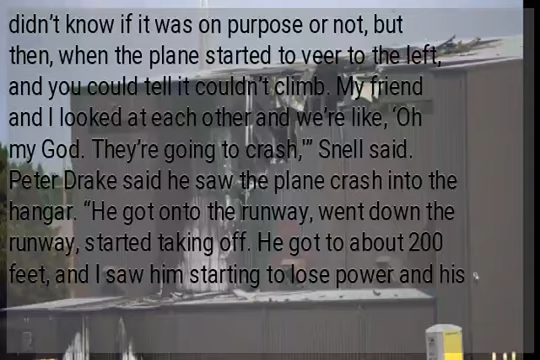 didn’t know if it was on purpose or not, but
then, when the plane started to veer to the left,
and you could tell it couldn’t climb. My friend
and I looked at each other and we’re like, ‘Oh
my God. They’re going to crash,’” Snell said.
Peter Drake said he saw the plane crash into the
hangar. “He got onto the runway, went down the
runway, started taking off. He got to about 200
feet, and I saw him starting to lose power and his